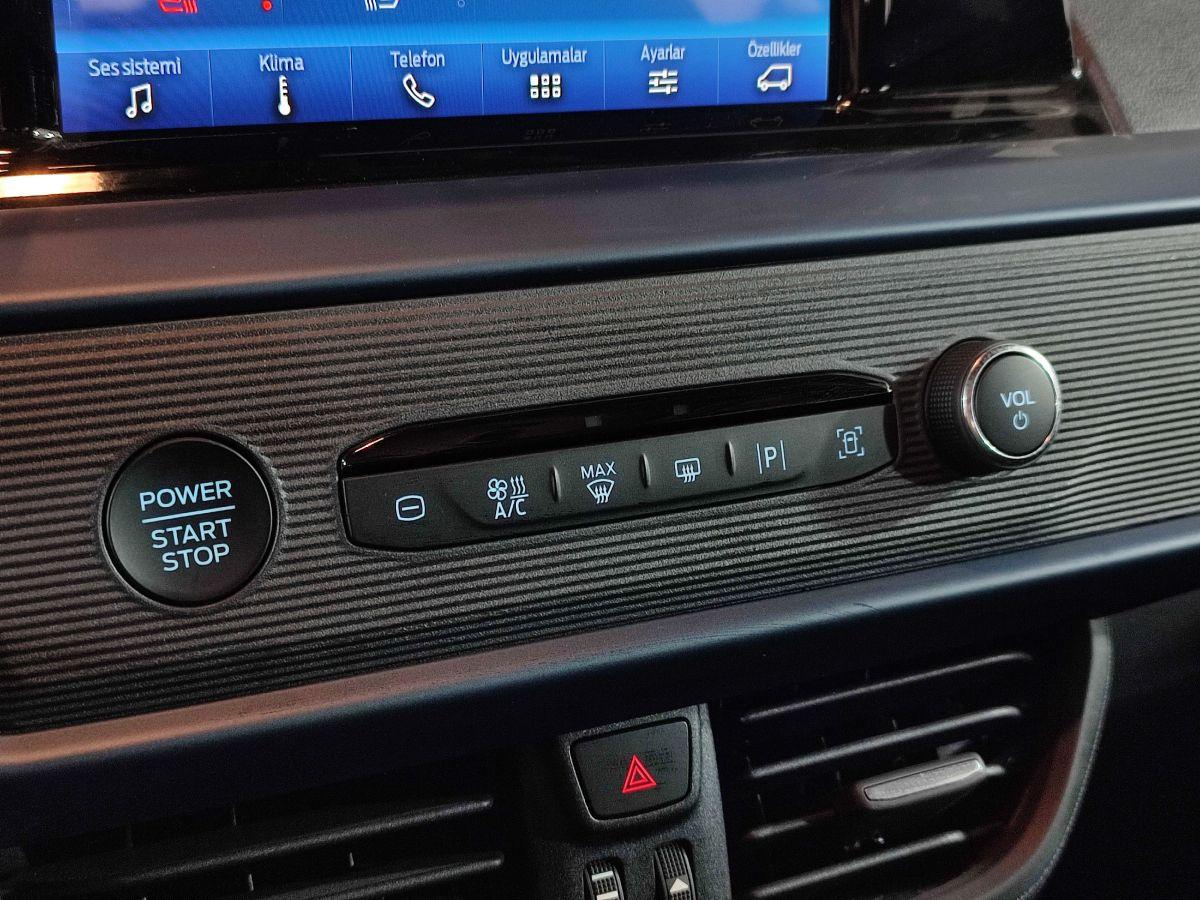 Ses sistemi
Klima
Telefon
Uygulamalar
Ayarlar
Özellikler
POWER
START
STOP
A/C
MAX
P
VOL